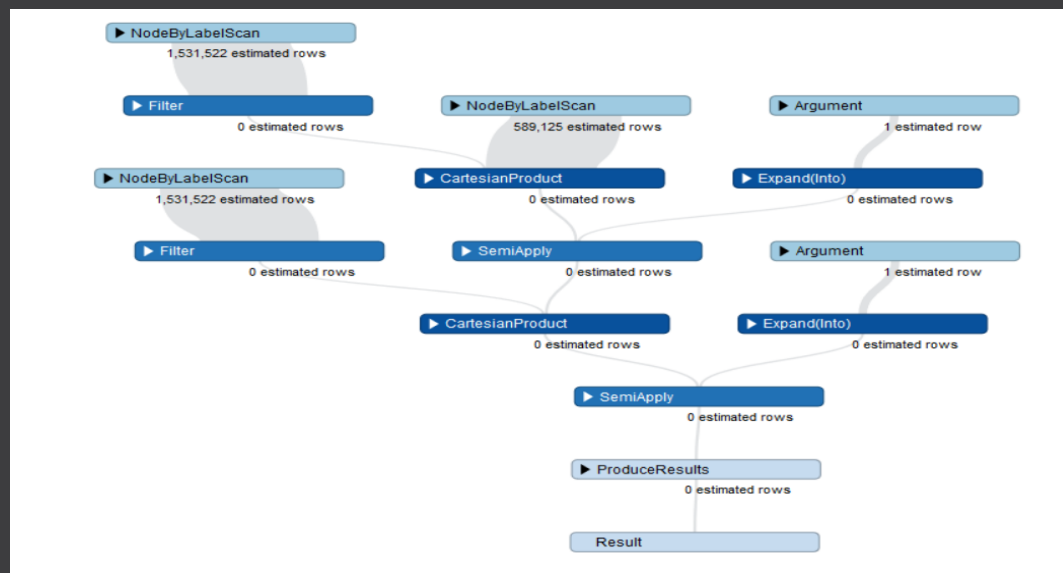 ▶ NodeByLabelScan
1,531,522 estimated rows
▶ Filter
0 estimated rows
▶ NodeByLabelScan
589,125 estimated rows
▶ Argument
1 estimated row
▶ NodeByLabelScan
1,531,522 estimated rows
▶ CartesianProduct
0 estimated rows
▶ Expand(Into)
0 estimated rows
▶ Filter
0 estimated rows
▶ SemiApply
0 estimated rows
▶ Argument
1 estimated row
▶ CartesianProduct
0 estimated rows
▶ Expand(Into)
0 estimated rows
▶ SemiApply
0 estimated rows
▶ ProduceResults
0 estimated rows
Result